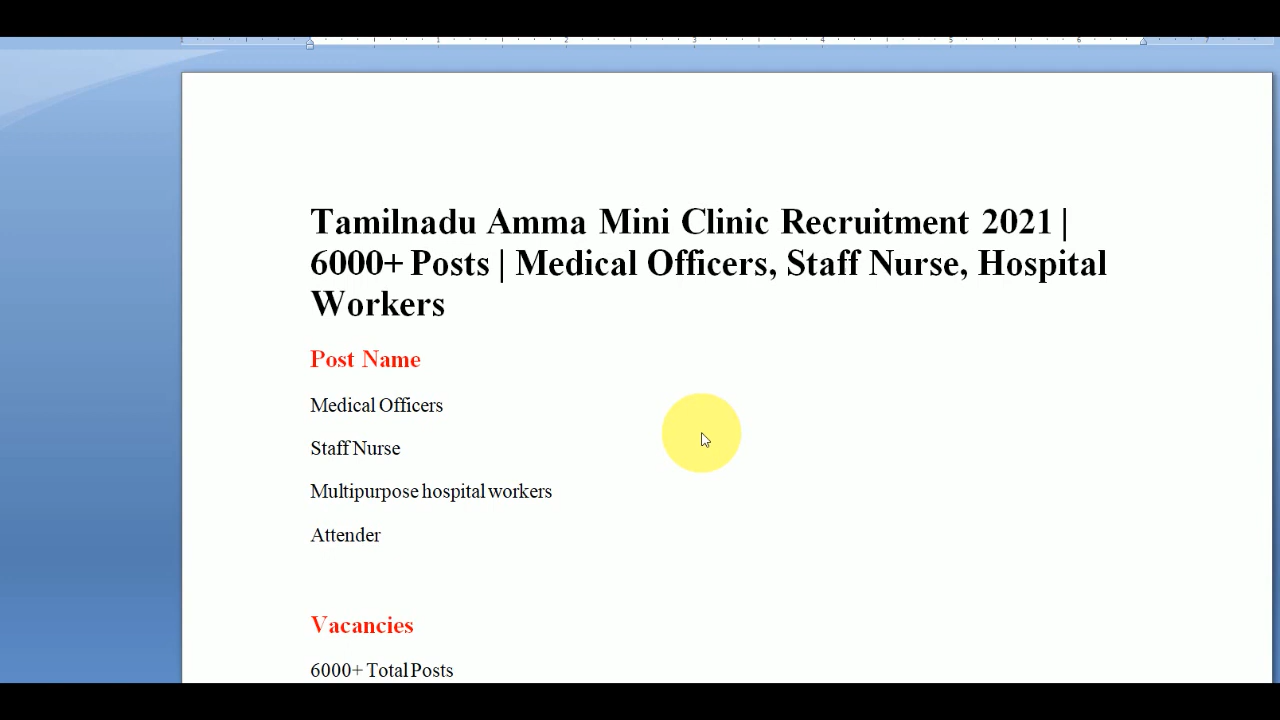 Tamilnadu Amma Mini Clinic Recruitment 2021 |
6000+ Posts | Medical Officers, Staff Nurse, Hospital
Workers
Post Name
Medical Officers
Staff Nurse
Multipurpose hospital workers
Attender
Vacancies
6000+ Total Posts